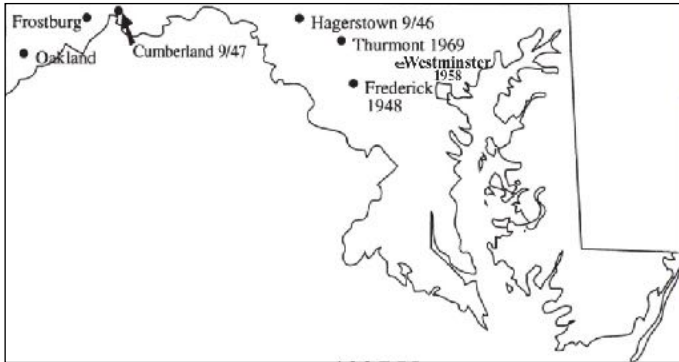 Frostburg
Hagerstown 9/46
Thurmont 1969
Cumberland 9/47
Oakland
Westminster
1958
Frederick
1948